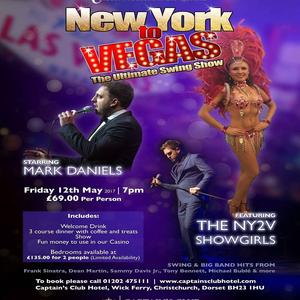 New York
to
VEGAS
The Ultimate Swing Show
STARRING
MARK DANIELS
Friday 12th May 2017 | 7pm
£69.00 Per Person
Includes:
Welcome Drink
3 course dinner with coffee and treats
Show
Fun money to use in our Casino
Bedrooms available at
£135.00 for 2 people (Limited Availability)
FEATURING
THE NY2V
SHOWGIRLS
SWING & BIG BAND HITS FROM
Frank Sinatra, Dean Martin, Sammy Davis Jr, Tony Bennett, Michael Bublé & more
To book please call 01202 475111 | www.captainsclubhotel.com
Captain's Club Hotel, Wick Ferry, Christchurch, Dorset BH23 1HU